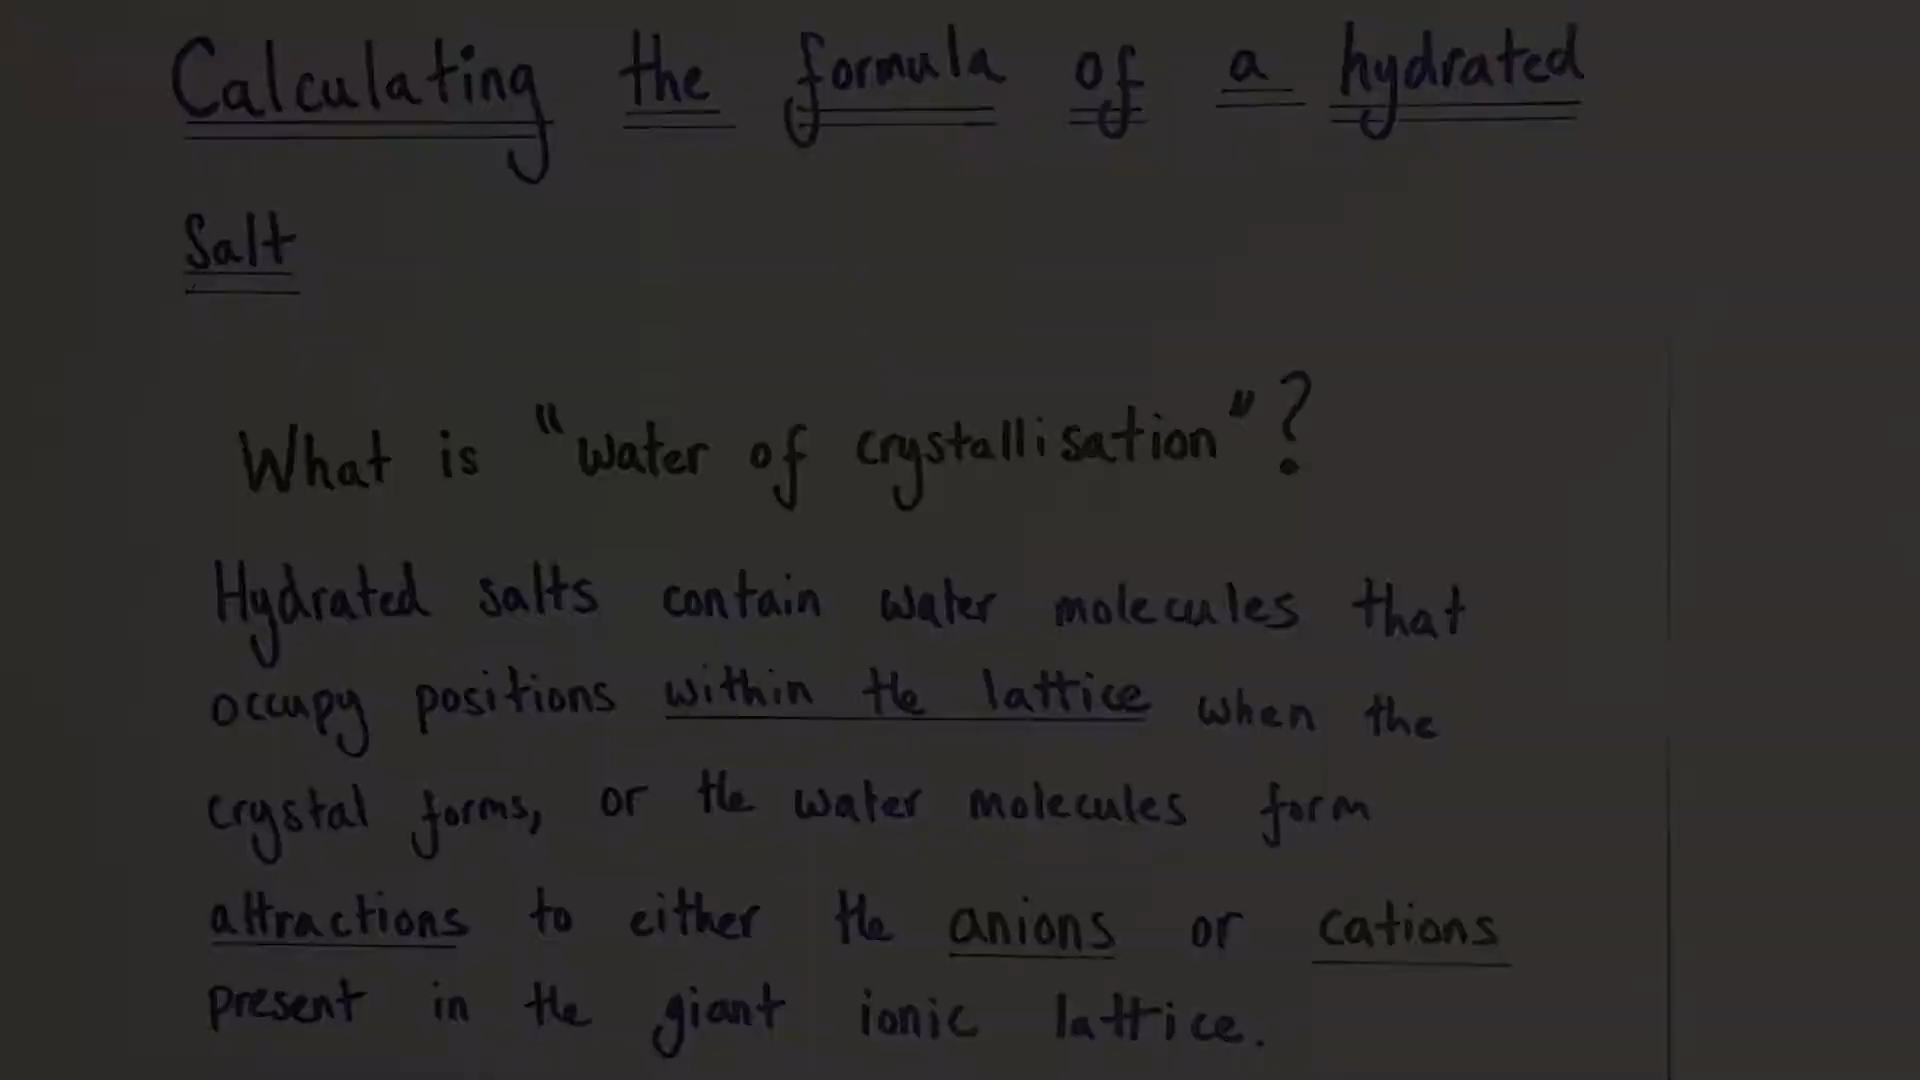 Calculating the formula of a hydrated
Salt
What is "water of crystallisation"?
Hydrated salts contain water molecules that
occupy positions within the lattice when the
crystal forms, or the water molecules form
attractions to either the anions or cations
present in the giant ionic lattice.